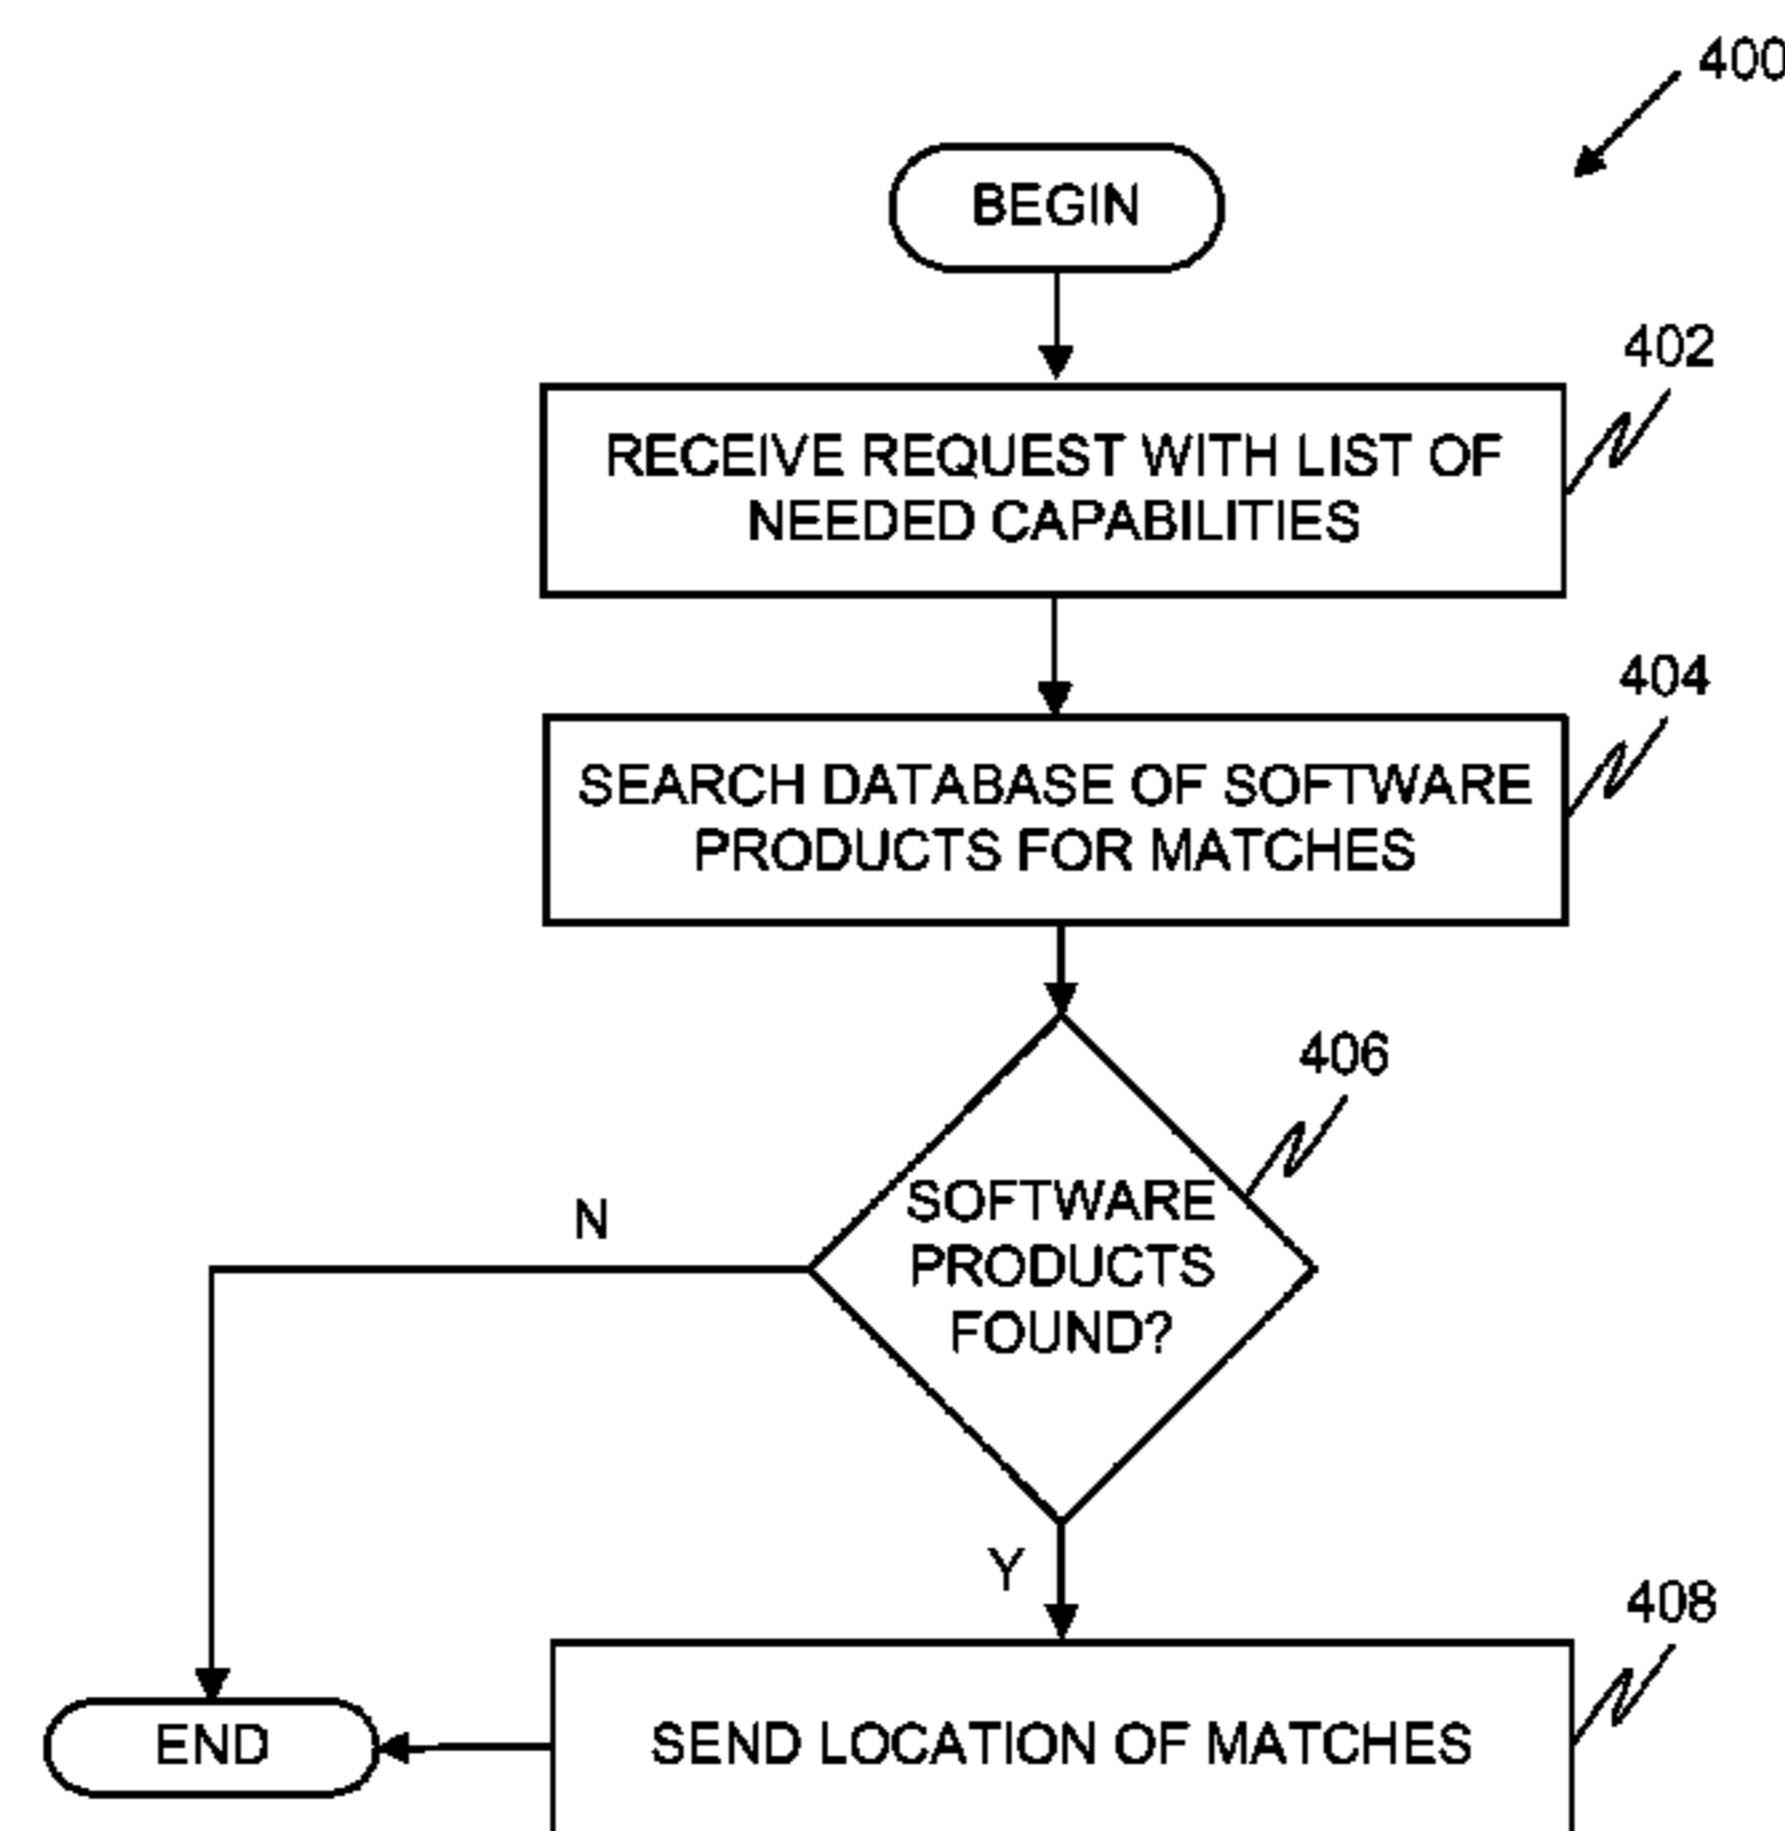 400
BEGIN
402
RECEIVE REQUEST WITH LIST OF
NEEDED CAPABILITIES
404
SEARCH DATABASE OF SOFTWARE
PRODUCTS FOR MATCHES
406
SOFTWARE
PRODUCTS
FOUND?
N
Y
408
SEND LOCATION OF MATCHES
END